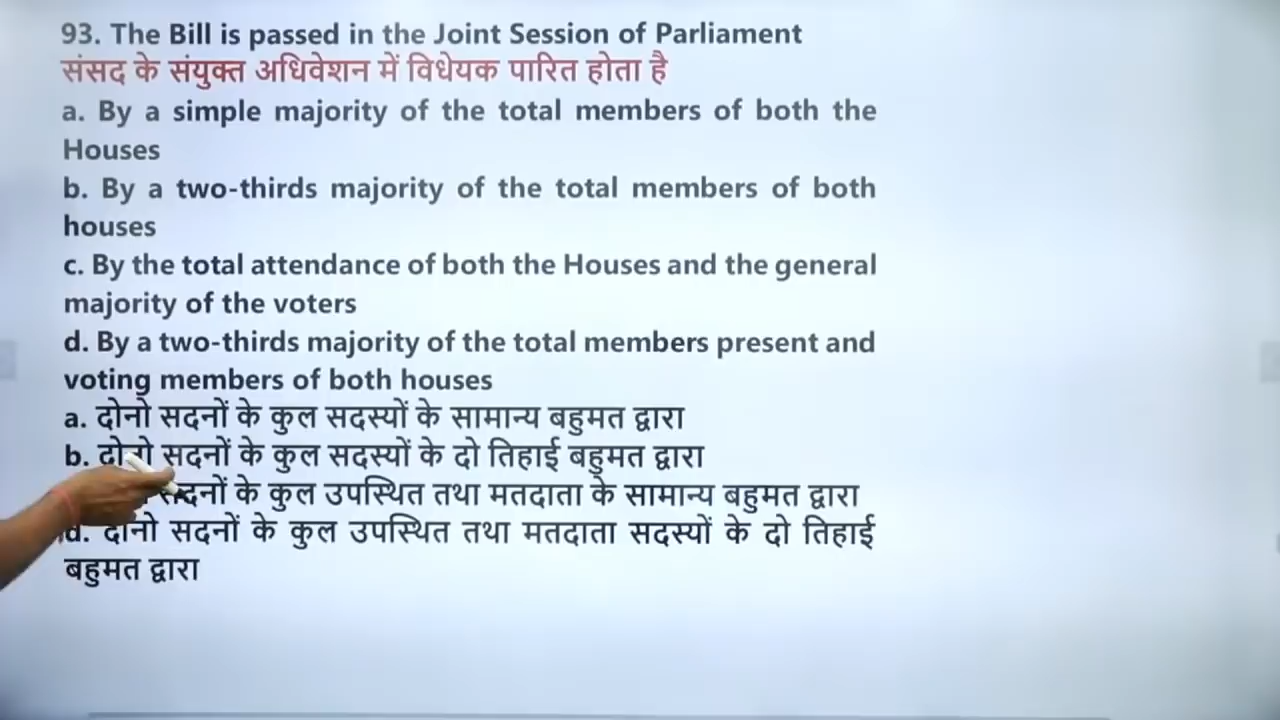 93. The Bill is passed in the Joint Session of Parliament
संसद के संयुक्त अधिवेशन में विधेयक पारित होता है
a. By a simple majority of the total members of both the
Houses
b. By a two-thirds majority of the total members of both
houses
c. By the total attendance of both the Houses and the general
majority of the voters
d. By a two-thirds majority of the total members present and
voting members of both houses
a. दोनो सदनों के कुल सदस्यों के सामान्य बहुमत द्वारा
b. दोनो सदनों के कुल सदस्यों के दो तिहाई बहुमत द्वारा
सदनों के कुल उपस्थित तथा मतदाता के सामान्य बहुमत द्वारा
d. दोनो सदनों के कुल उपस्थित तथा मतदाता सदस्यों के दो तिहाई
बहुमत द्वारा